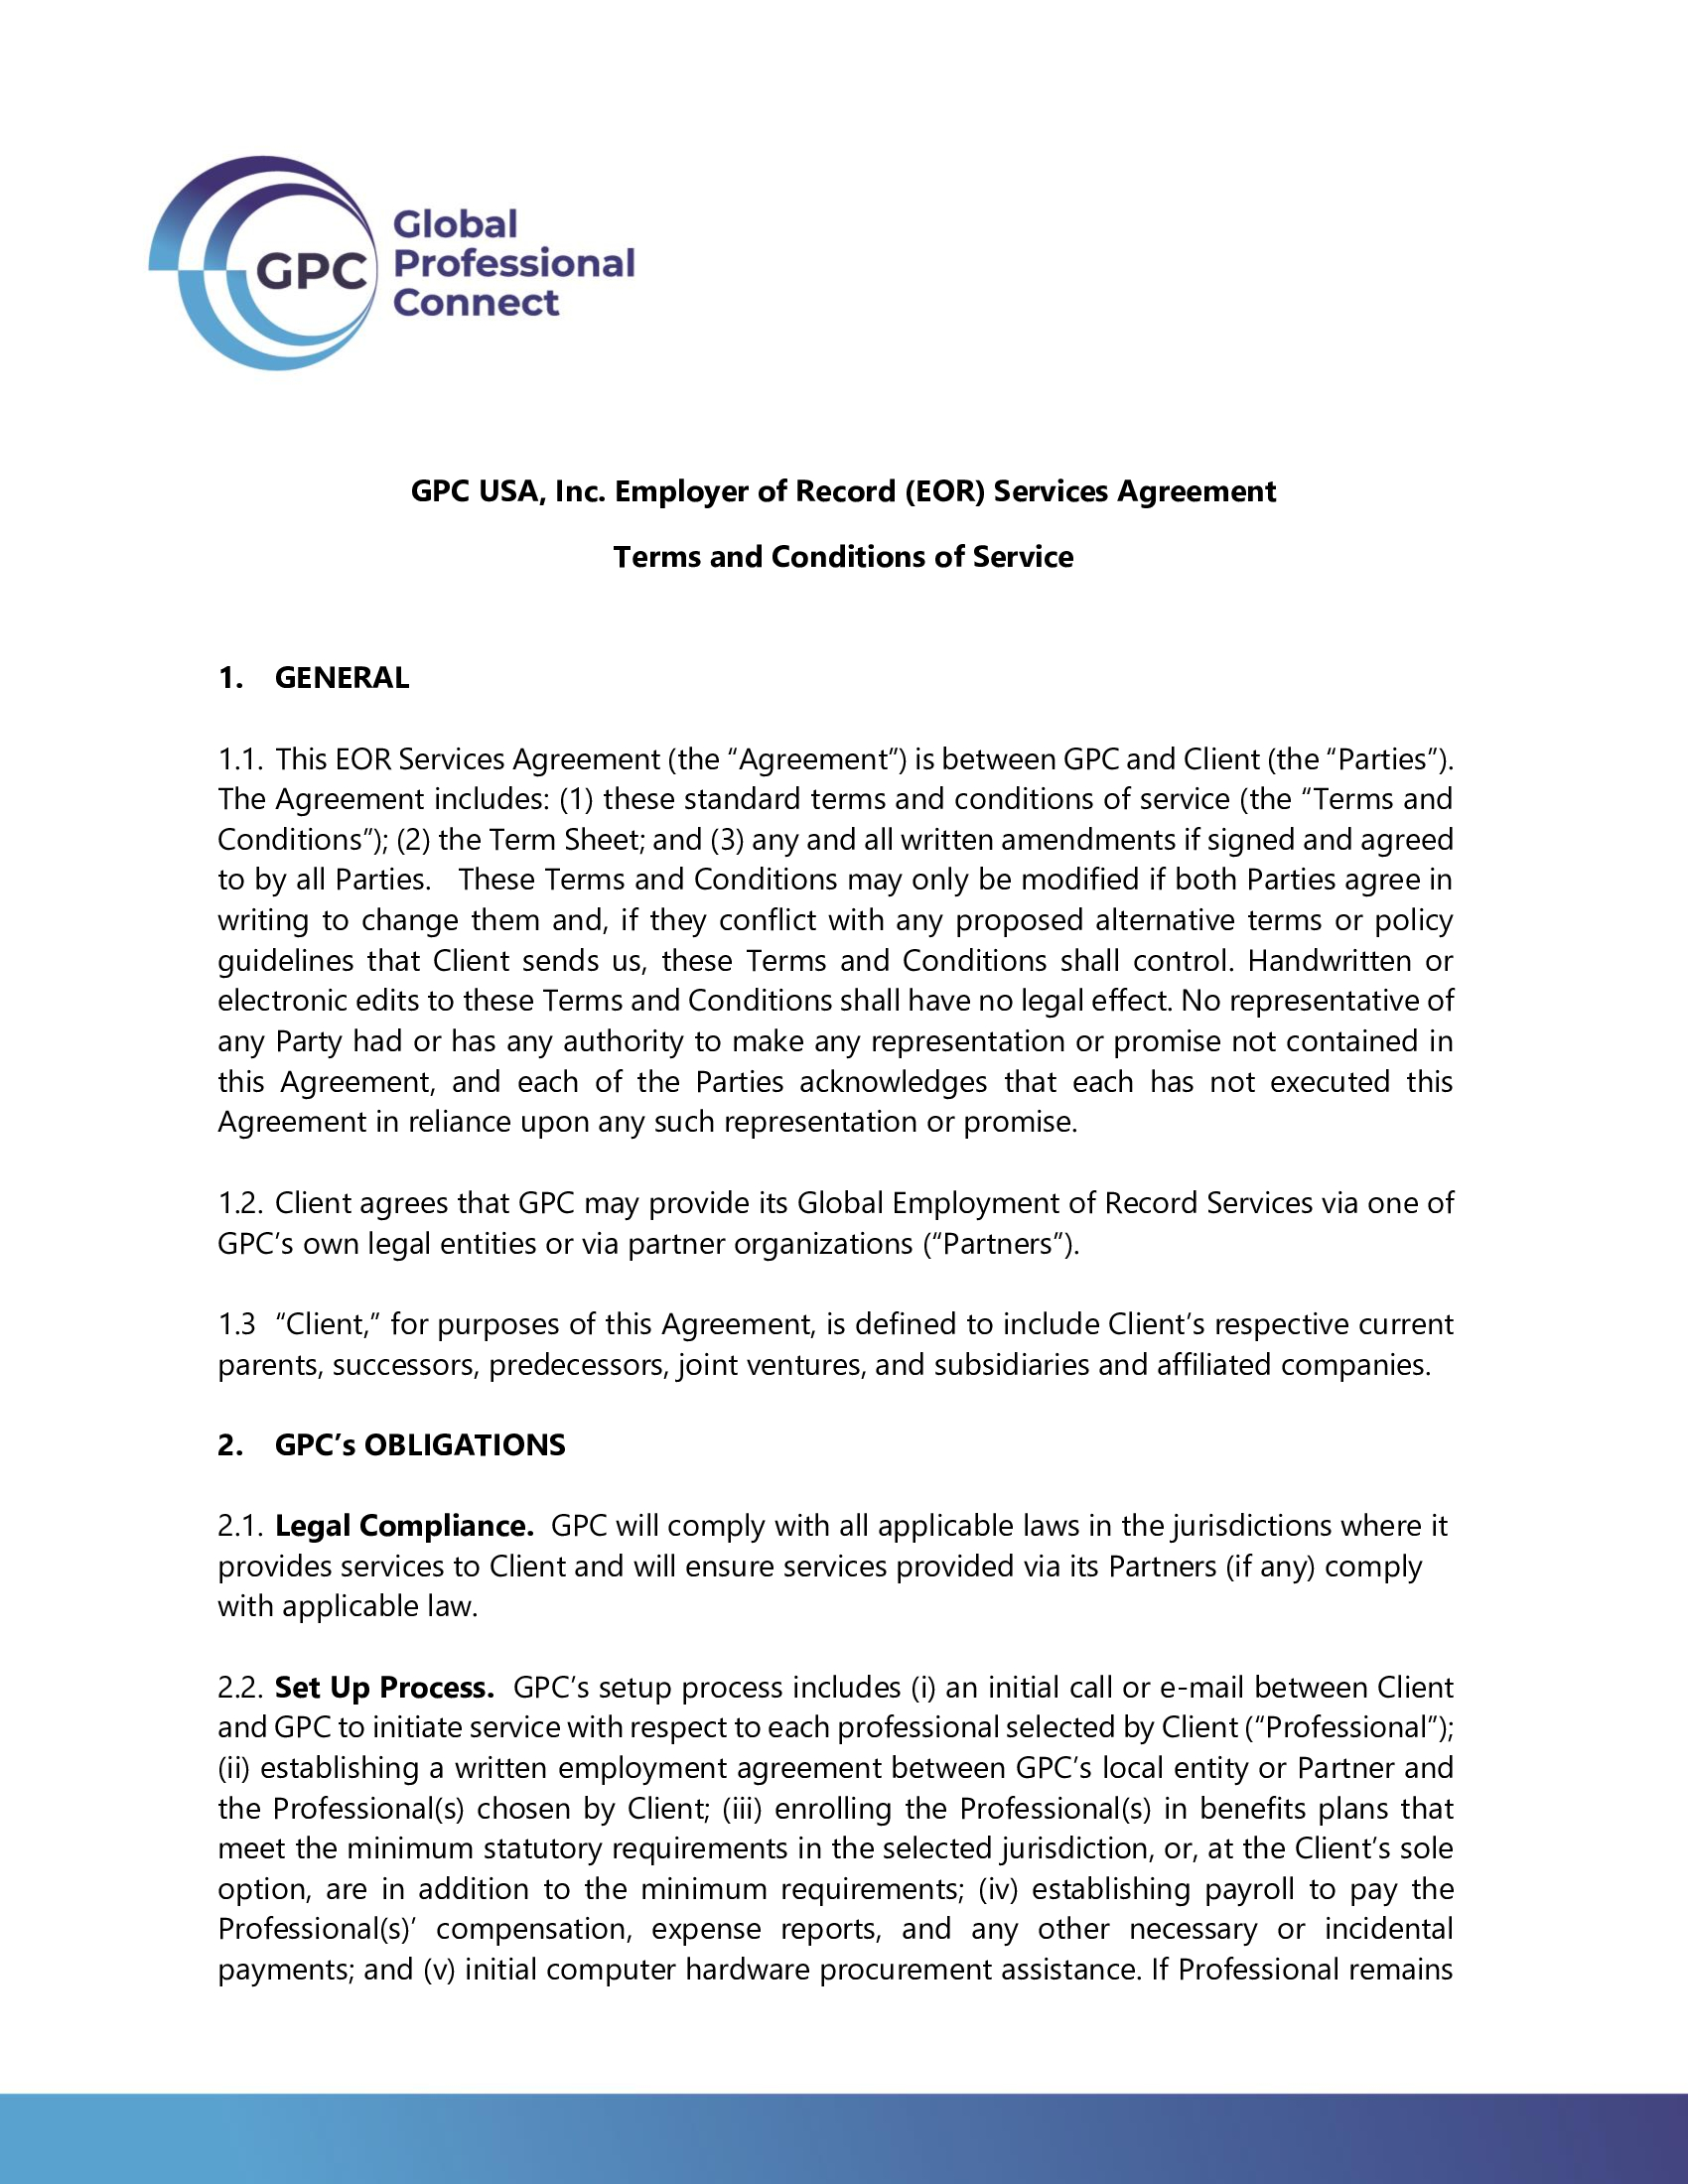 GPC
Global
Professional
Connect
GPC USA, Inc. Employer of Record (EOR) Services Agreement
Terms and Conditions of Service
1. GENERAL
1.1. This EOR Services Agreement (the “Agreement”) is between GPC and Client (the “Parties”).
The Agreement includes: (1) these standard terms and conditions of service (the “Terms and
Conditions”); (2) the Term Sheet; and (3) any and all written amendments if signed and agreed
to by all Parties. These Terms and Conditions may only be modified if both Parties agree in
writing to change them and, if they conflict with any proposed alternative terms or policy
guidelines that Client sends us, these Terms and Conditions shall control. Handwritten or
electronic edits to these Terms and Conditions shall have no legal effect. No representative of
any Party had or has any authority to make any representation or promise not contained in
this Agreement, and each of the Parties acknowledges that each has not executed this
Agreement in reliance upon any such representation or promise.
1.2. Client agrees that GPC may provide its Global Employment of Record Services via one of
GPC’s own legal entities or via partner organizations (“Partners”).
1.3 “Client,” for purposes of this Agreement, is defined to include Client’s respective current
parents, successors, predecessors, joint ventures, and subsidiaries and affiliated companies.
2. GPC’s OBLIGATIONS
2.1. Legal Compliance. GPC will comply with all applicable laws in the jurisdictions where it
provides services to Client and will ensure services provided via its Partners (if any) comply
with applicable law.
2.2. Set Up Process. GPC’s setup process includes (i) an initial call or e-mail between Client
and GPC to initiate service with respect to each professional selected by Client (“Professional”);
(ii) establishing a written employment agreement between GPC’s local entity or Partner and
the Professional(s) chosen by Client; (iii) enrolling the Professional(s) in benefits plans that
meet the minimum statutory requirements in the selected jurisdiction, or, at the Client’s sole
option, are in addition to the minimum requirements; (iv) establishing payroll to pay the
Professional(s)’ compensation, expense reports, and any other necessary or incidental
payments; and (v) initial computer hardware procurement assistance. If Professional remains